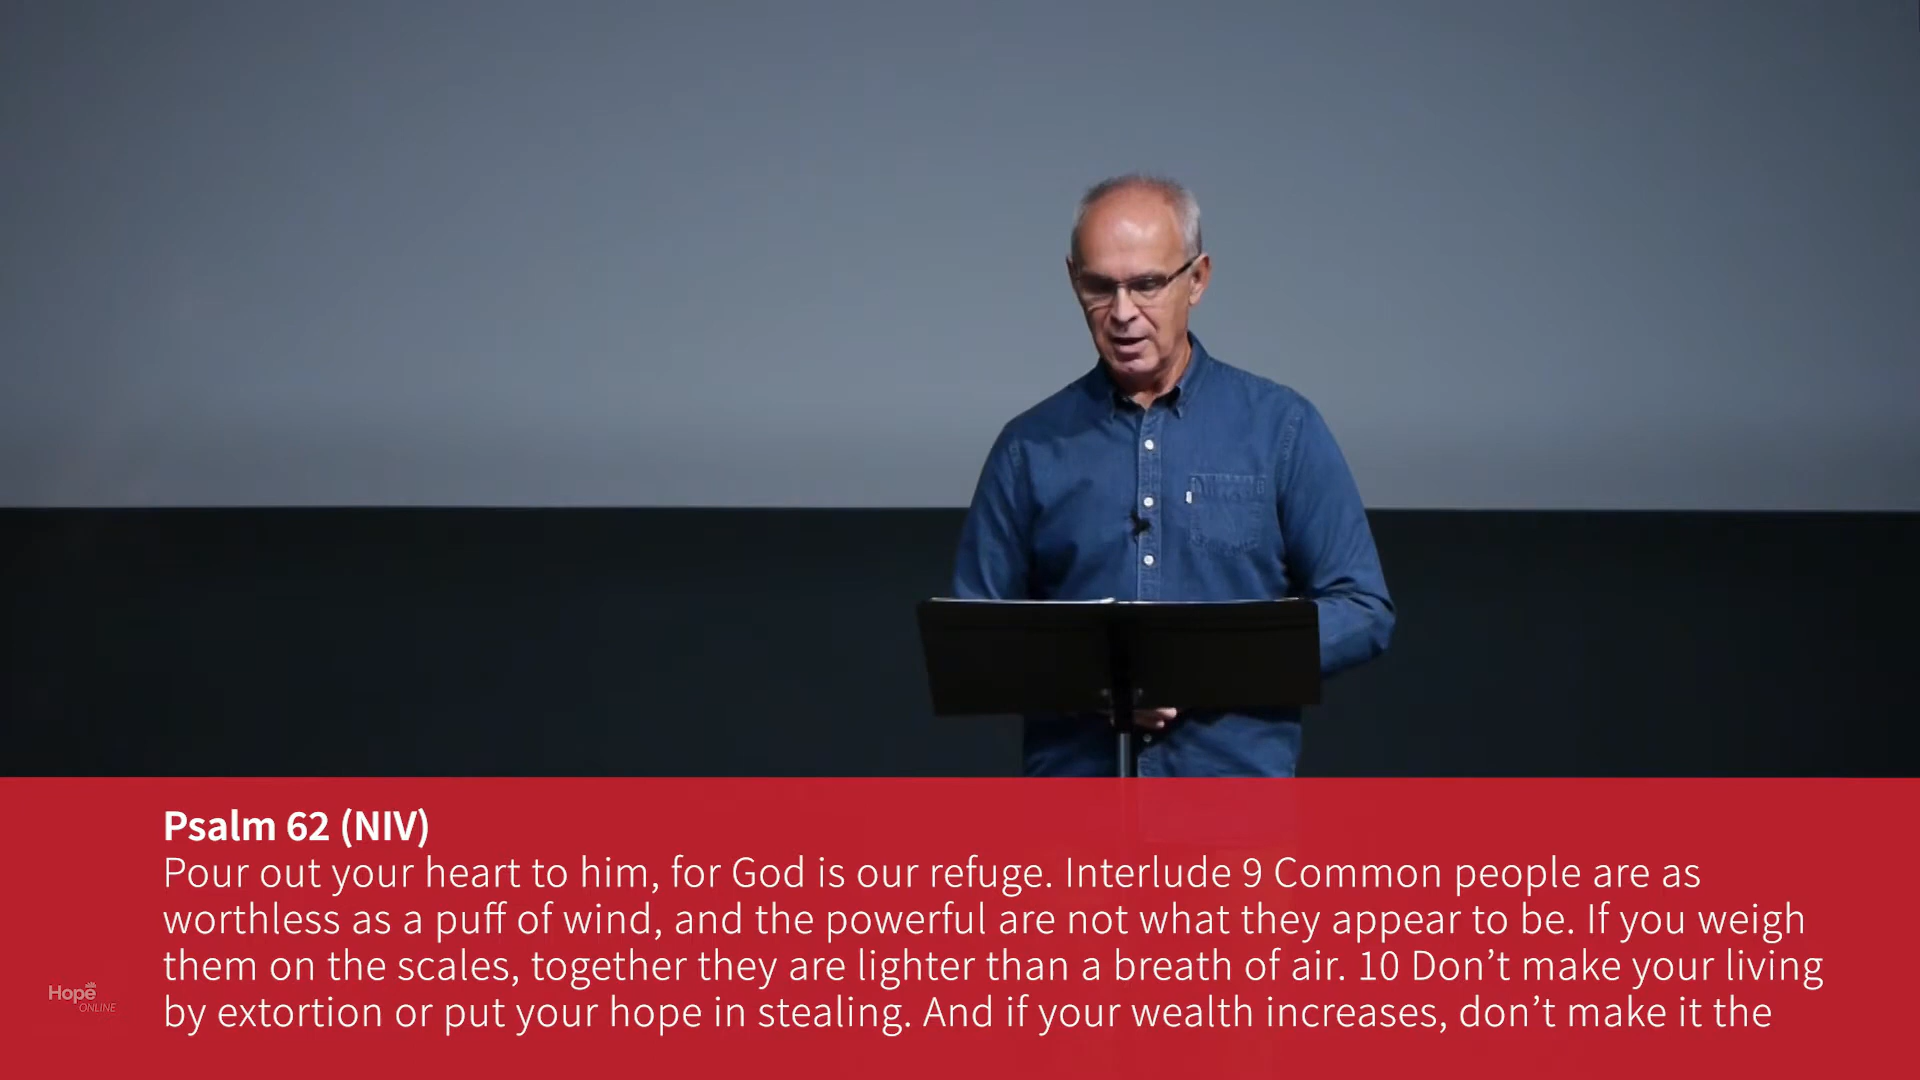 Psalm 62 (NIV)
Pour out your heart to him, for God is our refuge. Interlude 9 Common people are as
worthless as a puff of wind, and the powerful are not what they appear to be. If you weigh
them on the scales, together they are lighter than a breath of air. 10 Don’t make your living
by extortion or put your hope in stealing. And if your wealth increases, don’t make it the
Hope
ONLINE